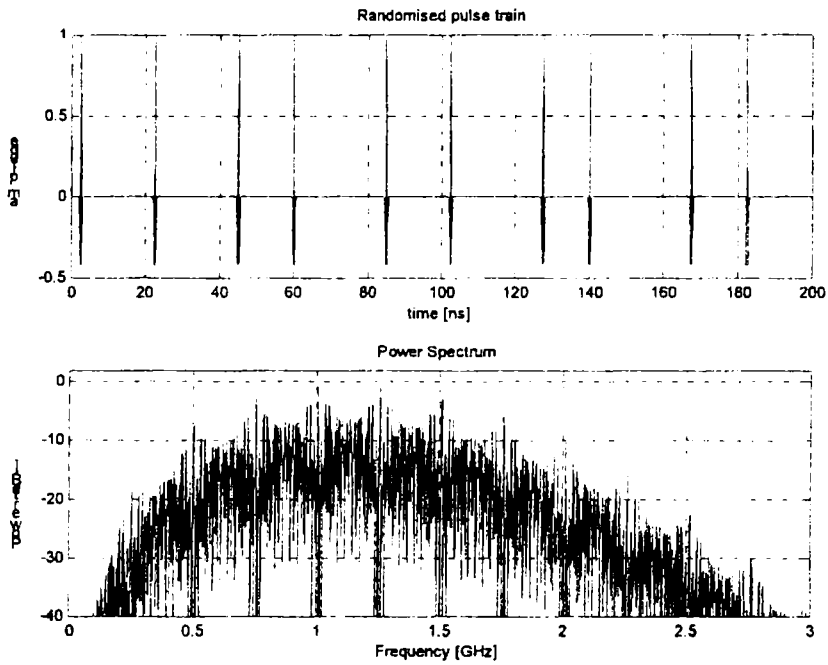 Randomised pulse train
1
0.5
0
-0.5
0 20 40 60 80 100 120 140 160 180 200
time [ns]
Power Spectrum
0
-10
-20
-30
-40
0 0.5 1 1.5 2 2.5 3
Frequency [GHz]